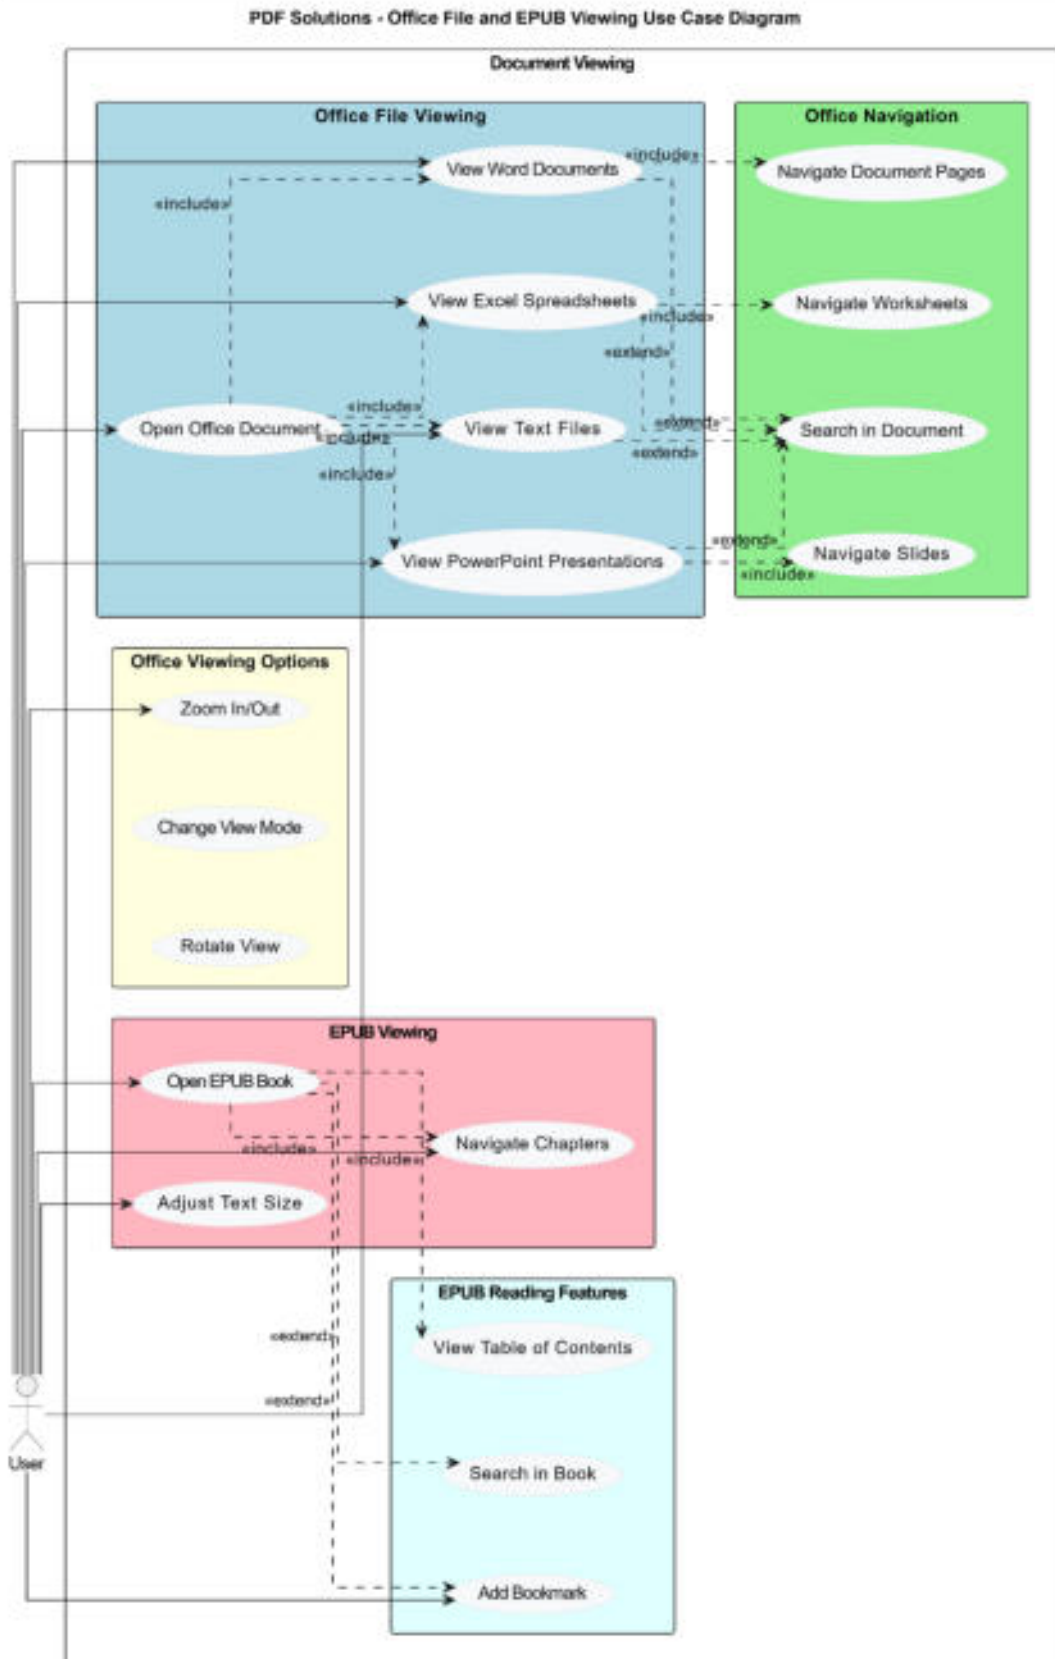 PDF Solutions - Office File and EPUB Viewing Use Case Diagram
Document Viewing
Office File Viewing
Office Navigation
View Word Documents
«include»
Navigate Document Pages
«include»
View Excel Spreadsheets
«include»
Navigate Worksheets
«extend»
«include»
Open Office Document
«include»
View Text Files
«extend»
Search in Document
«extend»
«include»
View PowerPoint Presentations
«extend»
Navigate Slides
«include»
Office Viewing Options
Zoom In/Out
Change View Mode
Rotate View
EPUB Viewing
Open EPUB Book
«include»
«include»
Navigate Chapters
Adjust Text Size
EPUB Reading Features
«extend»
View Table of Contents
«extend»
User
Search in Book
Add Bookmark